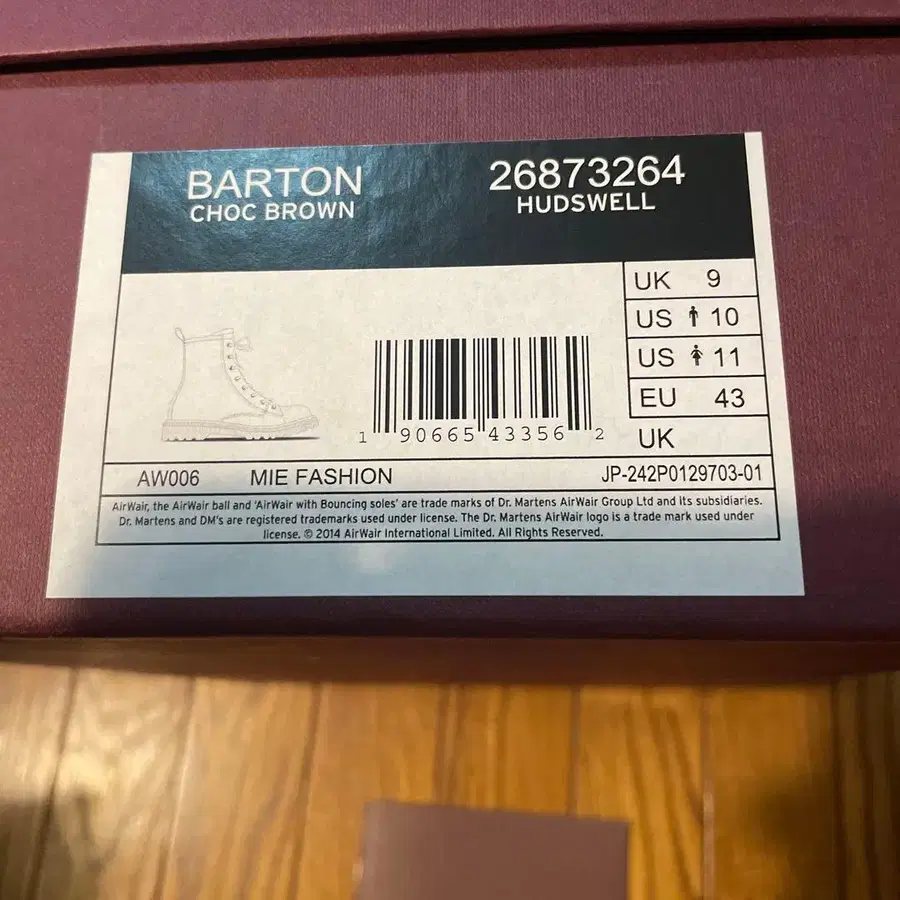 BARTON
CHOC BROWN
26873264
HUDSWELL
UK 9
US 10
US 11
EU 43
UK
1 90665 43356 2
AW006 MIE FASHION JP-242P0129703-01
AirWair, the AirWair ball and 'AirWair with Bouncing soles' are trade marks of Dr. Martens AirWair Group Ltd and its subsidiaries.
Dr. Martens and DM's are registered trademarks used under license. The Dr. Martens AirWair logo is a trade mark used under
license. © 2014 AirWair International Limited. All Rights Reserved.